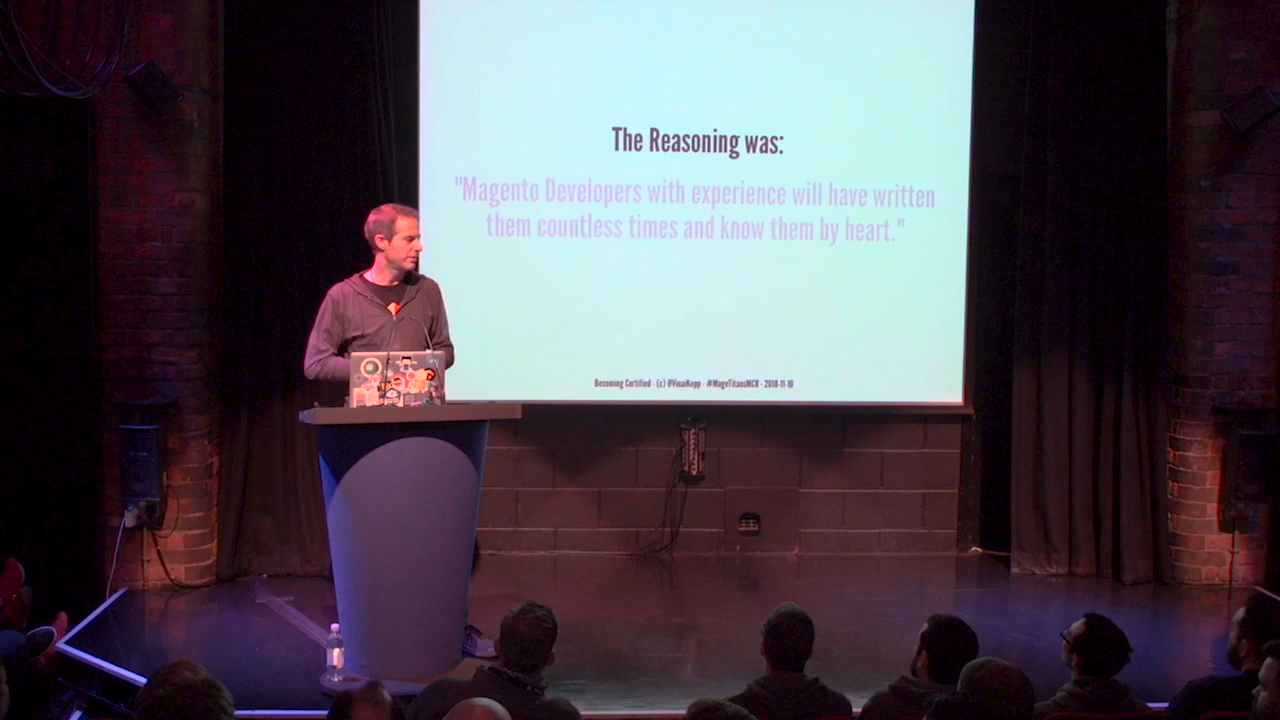 The Reasoning was:
"Magento Developers with experience will have written
them countless times and know them by heart."
Becoming Certified - (c) @VinaiKopp - #MageTitansMCR - 2018-11-10